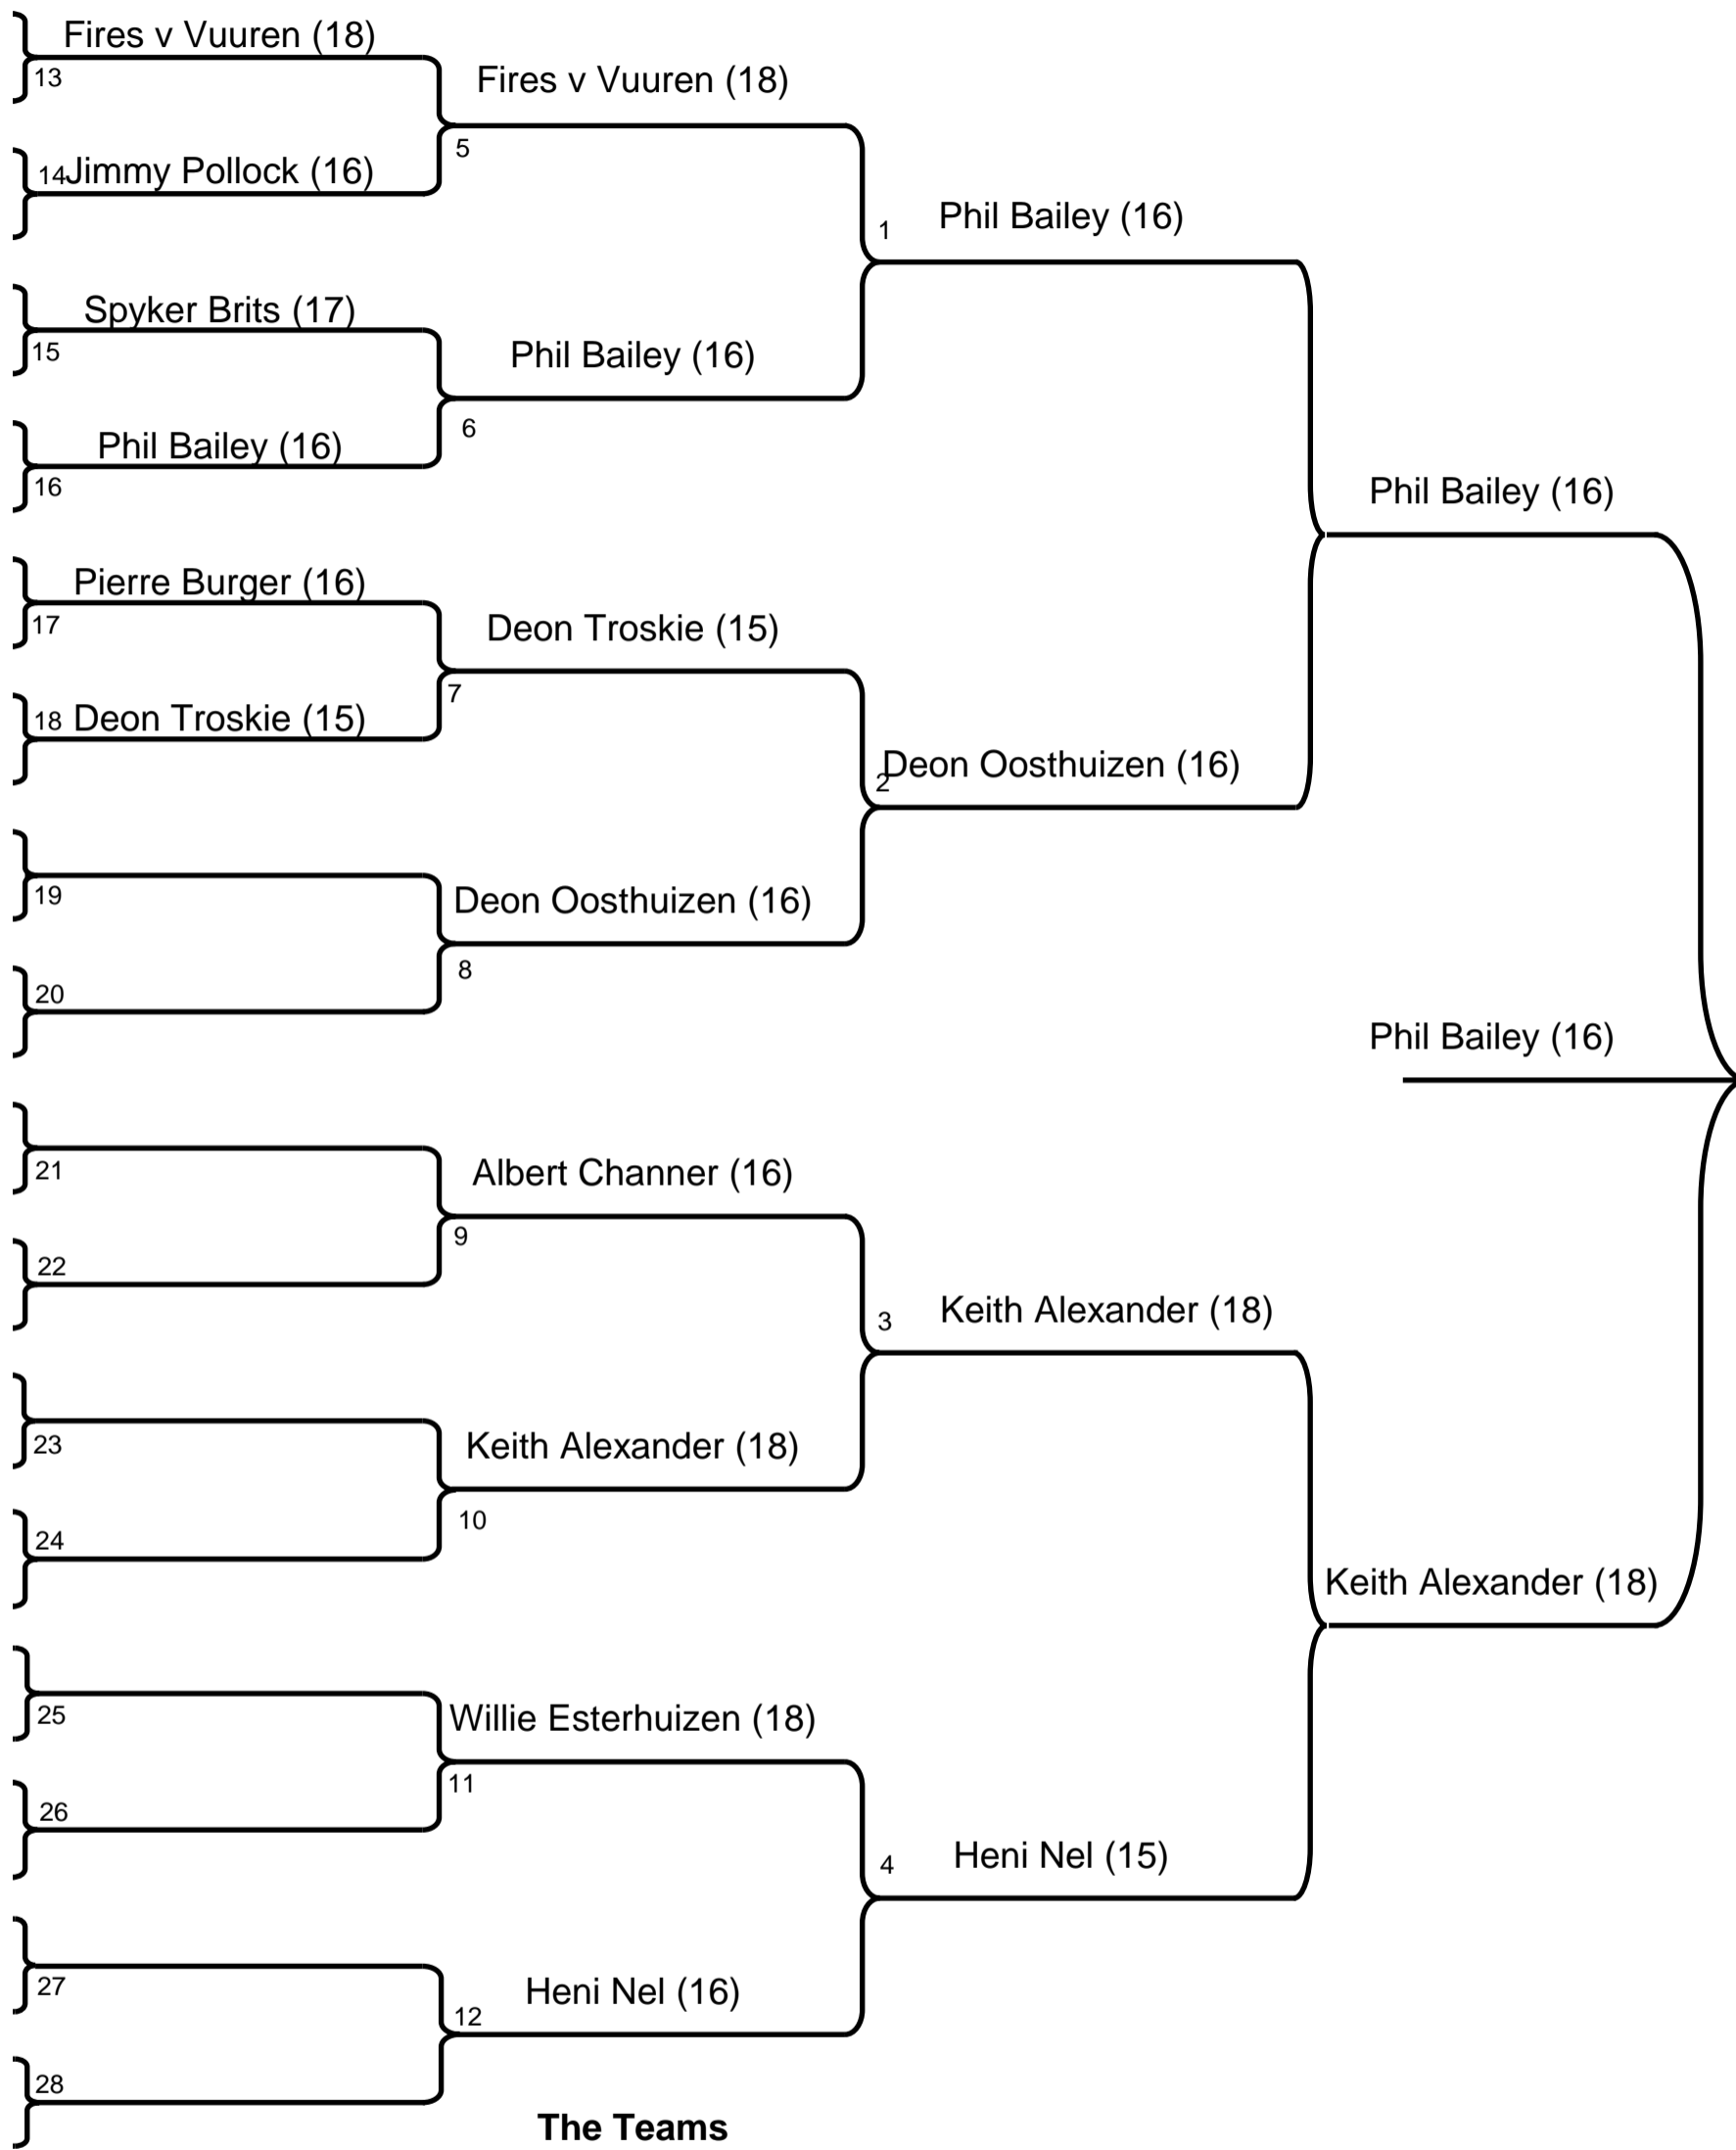 Fires v Vuuren (18)
13
Fires v Vuuren (18)
5
14 Jimmy Pollock (16)
1
Phil Bailey (16)
Spyker Brits (17)
15
Phil Bailey (16)
6
Phil Bailey (16)
16
Phil Bailey (16)
Pierre Burger (16)
17
Deon Troskie (15)
7
18 Deon Troskie (15)
2
Deon Oosthuizen (16)
19
Deon Oosthuizen (16)
8
20
Phil Bailey (16)
21
Albert Channer (16)
9
22
3
Keith Alexander (18)
23
Keith Alexander (18)
10
24
Keith Alexander (18)
25
Willie Esterhuizen (18)
11
26
4
Heni Nel (15)
27
Heni Nel (16)
12
28
The Teams